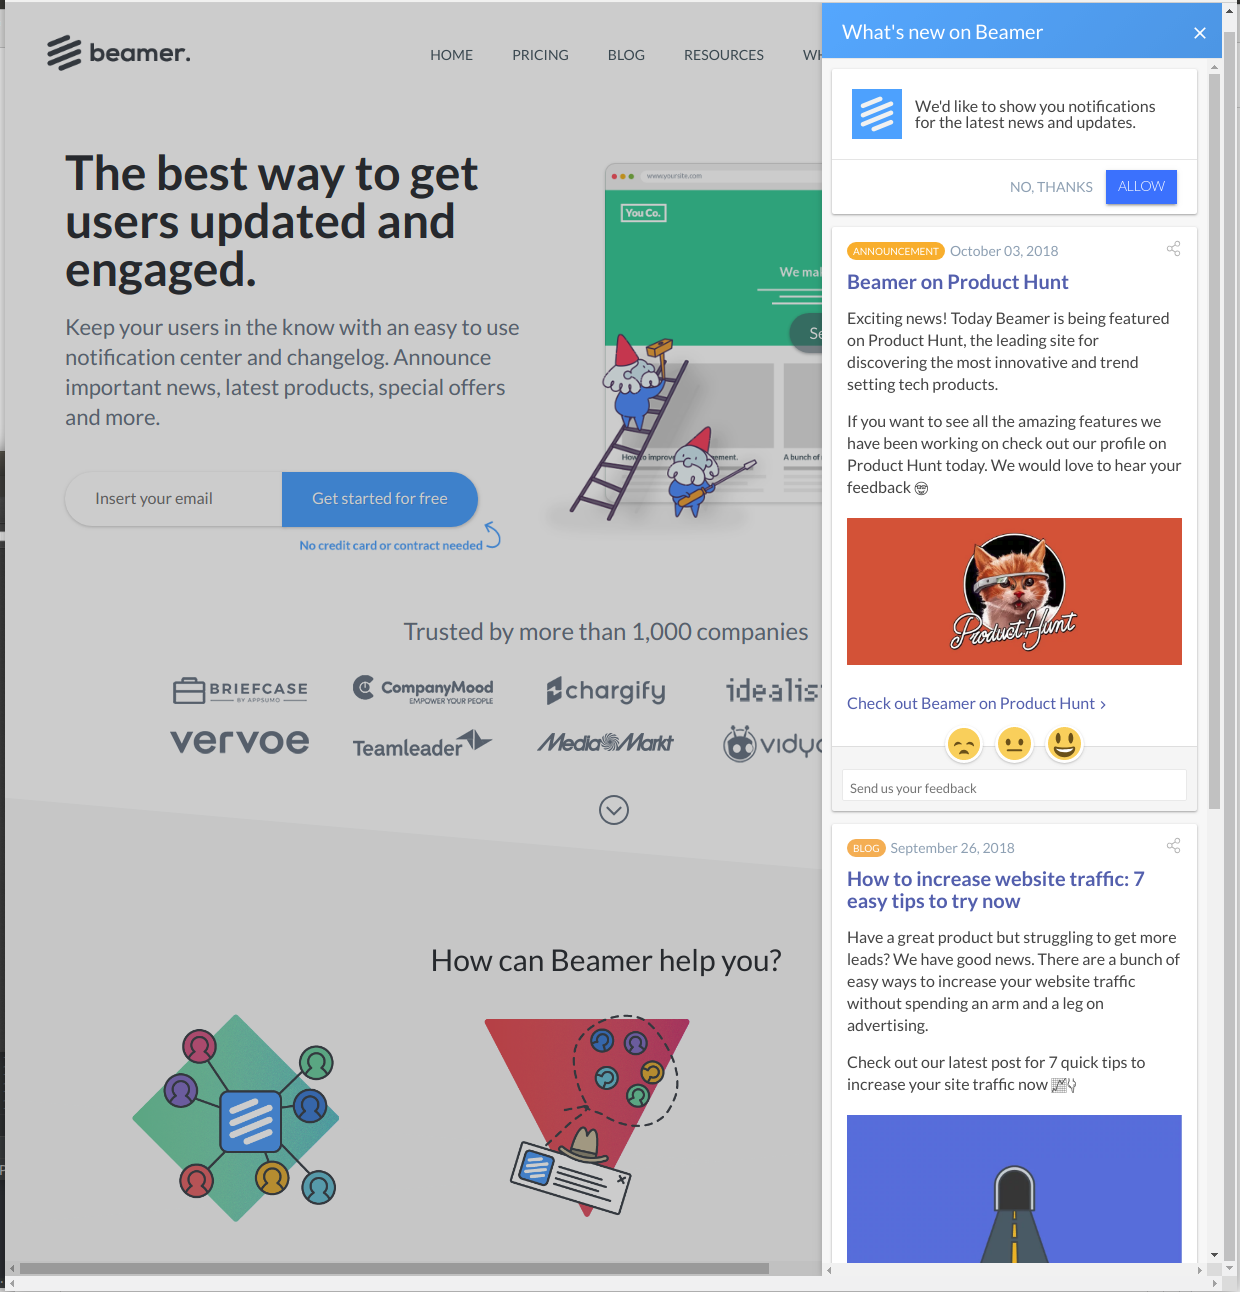 beamer.
HOME PRICING BLOG RESOURCES
The best way to get
users updated and
engaged.
Keep your users in the know with an easy to use
notification center and changelog. Announce
important news, latest products, special offers
and more.
Insert your email
Get started for free
No credit card or contract needed
www.yoursite.com
You Co.
We mak
Se
A bunch of
Trusted by more than 1,000 companies
BRIEFCASE
BY APPSUMO
CompanyMood
EMPOWER YOUR PEOPLE
chargify
idealist
vervoe
Teamleader
Media Markt
vidya
How can Beamer help you?
What's new on Beamer
We'd like to show you notifications
for the latest news and updates.
NO, THANKS
ALLOW
ANNOUNCEMENT October 03, 2018
Beamer on Product Hunt
Exciting news! Today Beamer is being featured
on Product Hunt, the leading site for
discovering the most innovative and trend
setting tech products.
If you want to see all the amazing features we
have been working on check out our profile on
Product Hunt today. We would love to hear your
feedback 🤓
Product Hunt
Check out Beamer on Product Hunt ›
Send us your feedback
BLOG September 26, 2018
How to increase website traffic: 7
easy tips to try now
Have a great product but struggling to get more
leads? We have good news. There are a bunch of
easy ways to increase your website traffic
without spending an arm and a leg on
advertising.
Check out our latest post for 7 quick tips to
increase your site traffic now